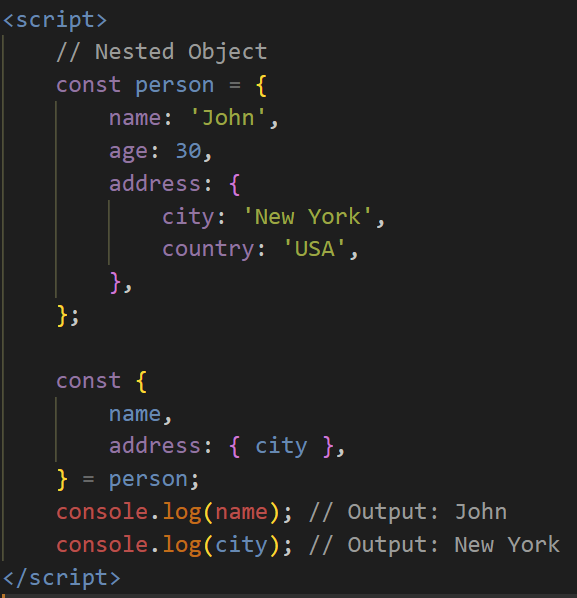 <script>
    // Nested Object
    const person = {
        name: 'John',
        age: 30,
        address: {
            city: 'New York',
            country: 'USA',
        },
    };

    const {
        name,
        address: { city },
    } = person;
    console.log(name); // Output: John
    console.log(city); // Output: New York
</script>